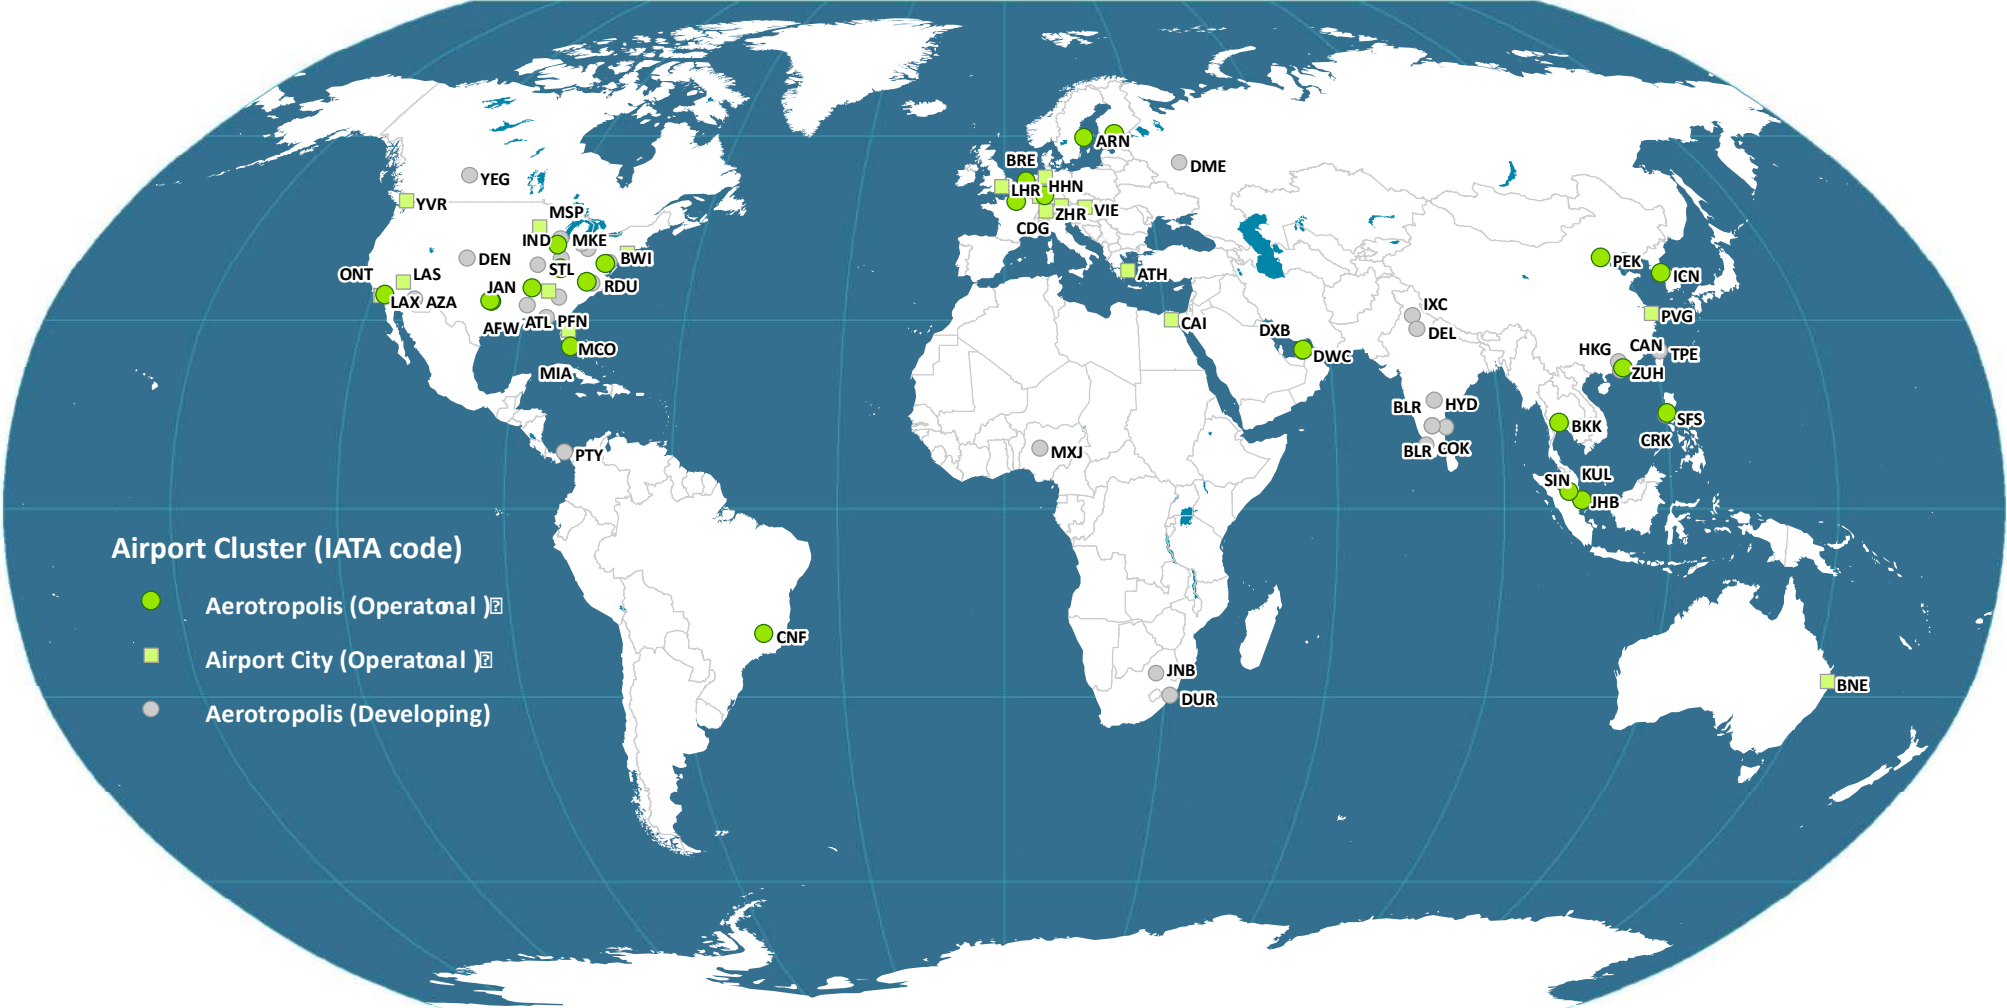 ARN
BRE
DME
YEG
LHR
HHN
YVR
MSP
ZHR
VIE
CDG
IND
MKE
DEN
BWI
PEK
ONT
LAS
STL
ATH
ICN
JAN
RDU
LAX
AZA
IXC
AFW
ATL
PFN
CAI
DXB
DEL
PVG
MCO
DWC
HKG
CAN
TPE
MIA
ZUH
BLR
HYD
SFS
BKK
CRK
PTY
MXJ
BLR
COK
SIN
KUL
JHB
Airport Cluster (IATA code)
Aerotropolis (Operatonal )
CNF
Airport City (Operatonal )
JNB
BNE
DUR
Aerotropolis (Developing)